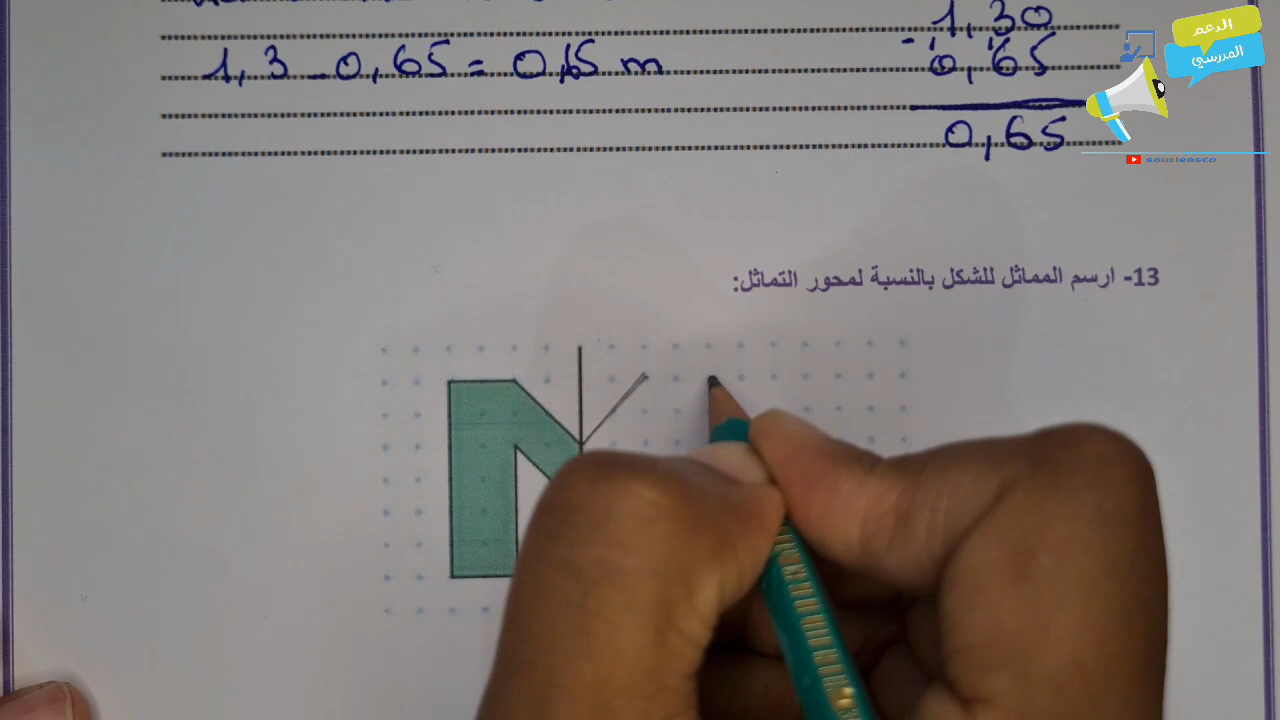 1,30
1,3 - 0,65 = 0,65 m
- 0,65
0,65
الدعم
المدرسي
soutiensco
13- ارسم المماثل للشكل بالنسبة لمحور التماثل: